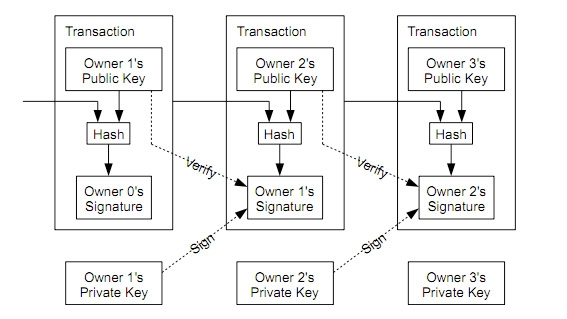 Transaction
Transaction
Transaction
Owner 1's
Public Key
Owner 2's
Public Key
Owner 3's
Public Key
Hash
Hash
Hash
Verify
Verify
Owner 0's
Signature
Owner 1's
Signature
Owner 2's
Signature
Sign
Sign
Owner 1's
Private Key
Owner 2's
Private Key
Owner 3's
Private Key